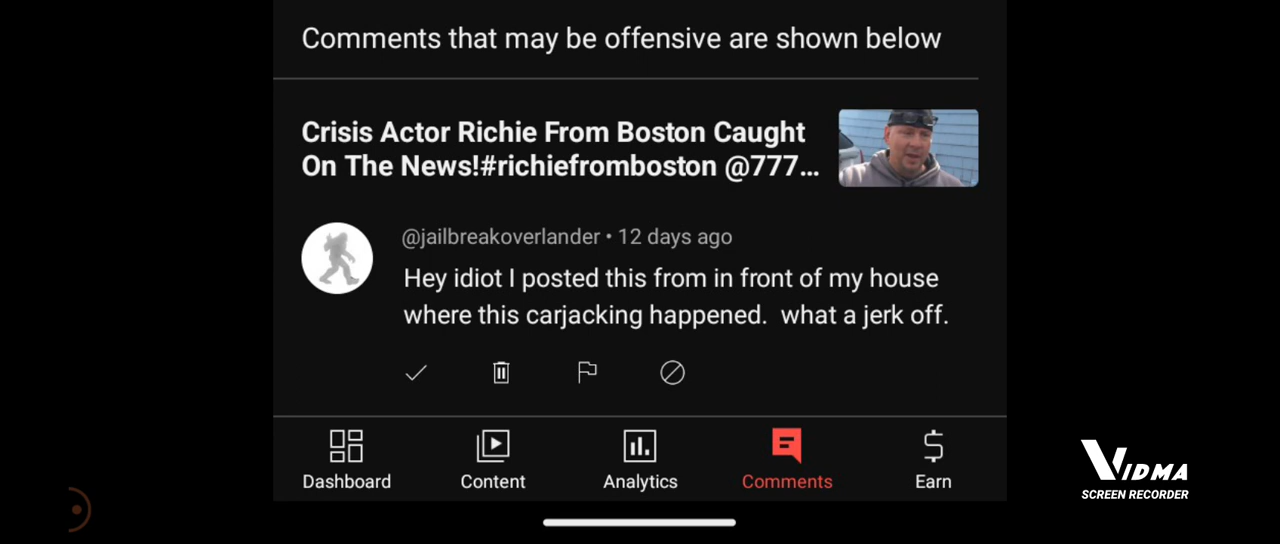 Comments that may be offensive are shown below
Crisis Actor Richie From Boston Caught
On The News!#richiefromboston @777...
@jailbreakoverlander • 12 days ago
Hey idiot I posted this from in front of my house
where this carjacking happened.  what a jerk off.
Dashboard
Content
Analytics
Comments
Earn
VIDMA
SCREEN RECORDER